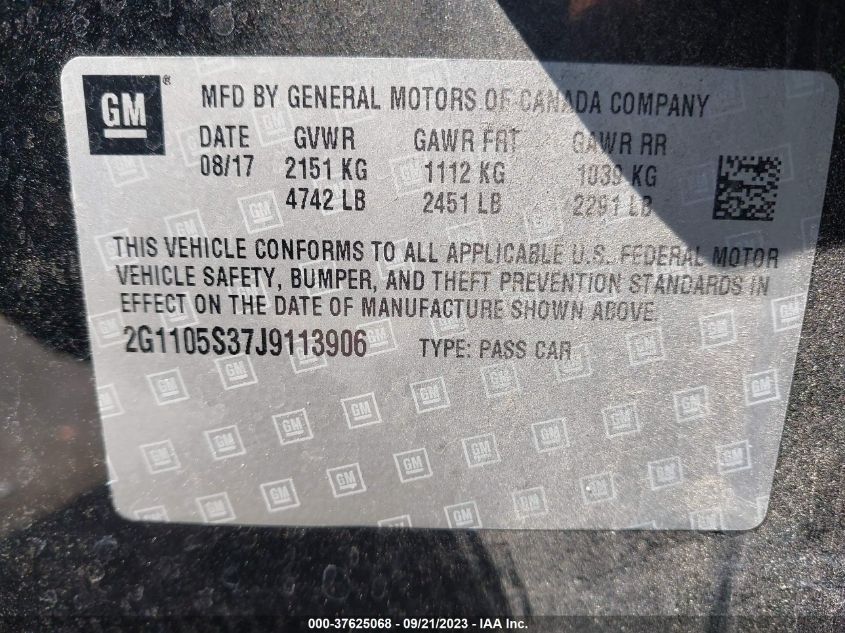 GM ® MFD BY GENERAL MOTORS OF CANADA COMPANY
DATE GVWR GAWR FRT GAWR RR
08/17 2151 KG 1112 KG 1039 KG
4742 LB 2451 LB 2291 LB
THIS VEHICLE CONFORMS TO ALL APPLICABLE U.S. FEDERAL MOTOR
VEHICLE SAFETY, BUMPER, AND THEFT PREVENTION STANDARDS IN
EFFECT ON THE DATE OF MANUFACTURE SHOWN ABOVE.
2G1105S37J9113906 TYPE: PASS CAR
000-37625068 - 09/21/2023 - IAA Inc.